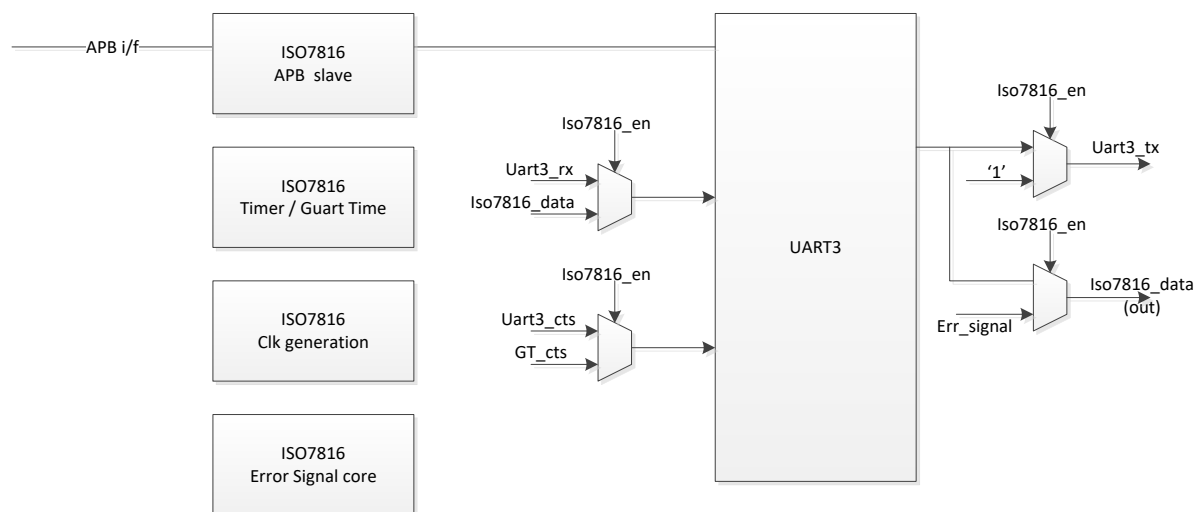 APB i/f
ISO7816
APB slave
ISO7816
Timer / Guart Time
ISO7816
Clk generation
ISO7816
Error Signal core
Iso7816_en
Uart3_rx
Iso7816_data
Iso7816_en
Uart3_cts
GT_cts
UART3
Iso7816_en
Uart3_tx
‘1’
Iso7816_en
Iso7816_data
(out)
Err_signal